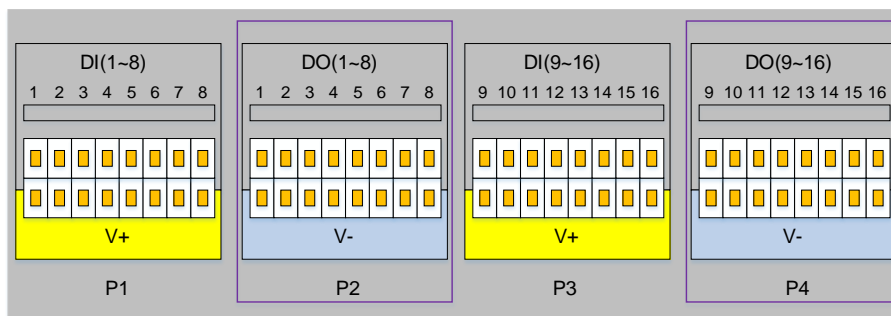 DI(1~8) DO(1~8) DI(9~16) DO(9~16)
1 2 3 4 5 6 7 8 1 2 3 4 5 6 7 8 9 10 11 12 13 14 15 16 9 10 11 12 13 14 15 16
V+ V- V+ V-
P1 P2 P3 P4